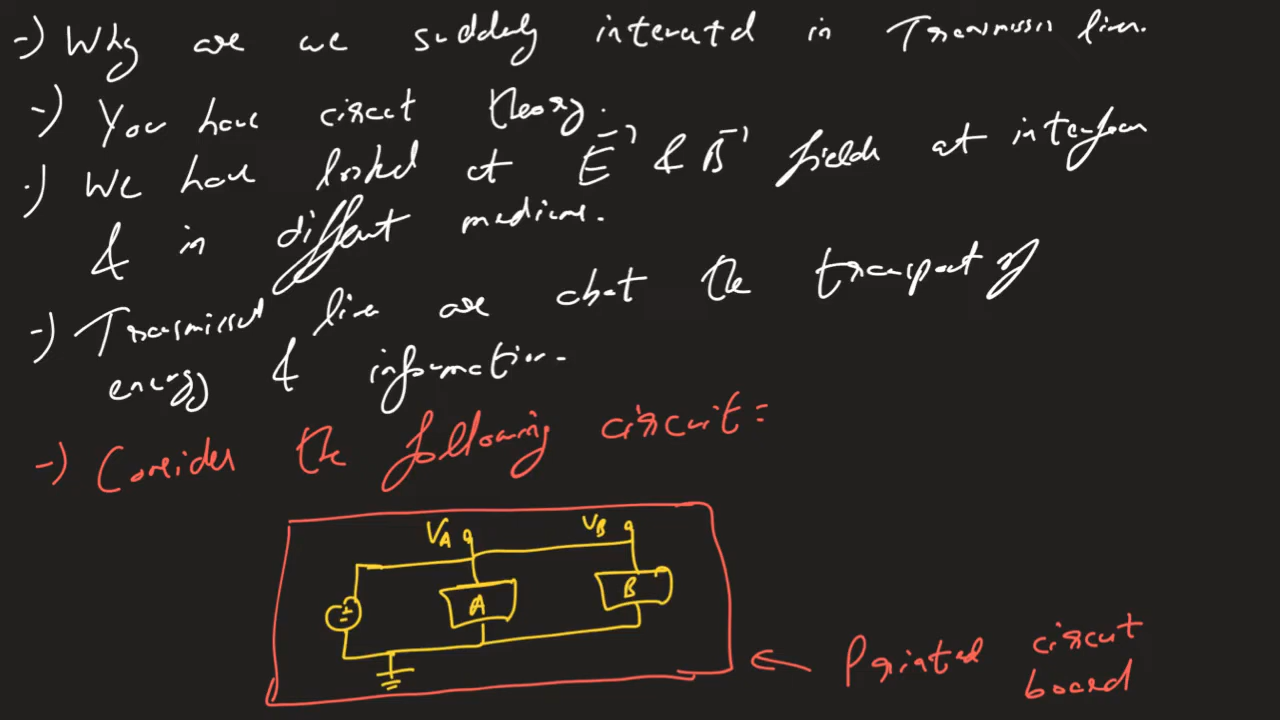 -) Why are we suddenly interested in Transmission lines.
-) You have circuit theory.
·) We have looked at E & B fields at interfaces
& in different mediums.
-) Transmission line are about the transport of
energy & information.
-) Consider the following circuit:
VA VB
A B
Printed circuit
board